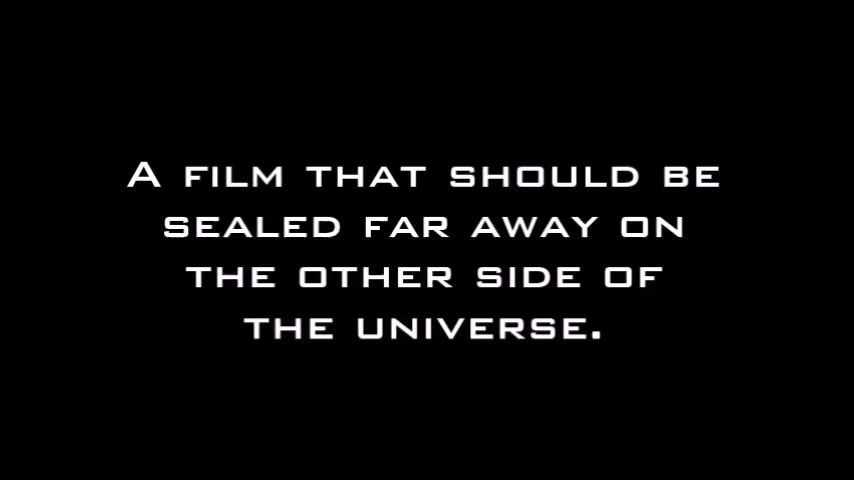 A FILM THAT SHOULD BE
SEALED FAR AWAY ON
THE OTHER SIDE OF
THE UNIVERSE.